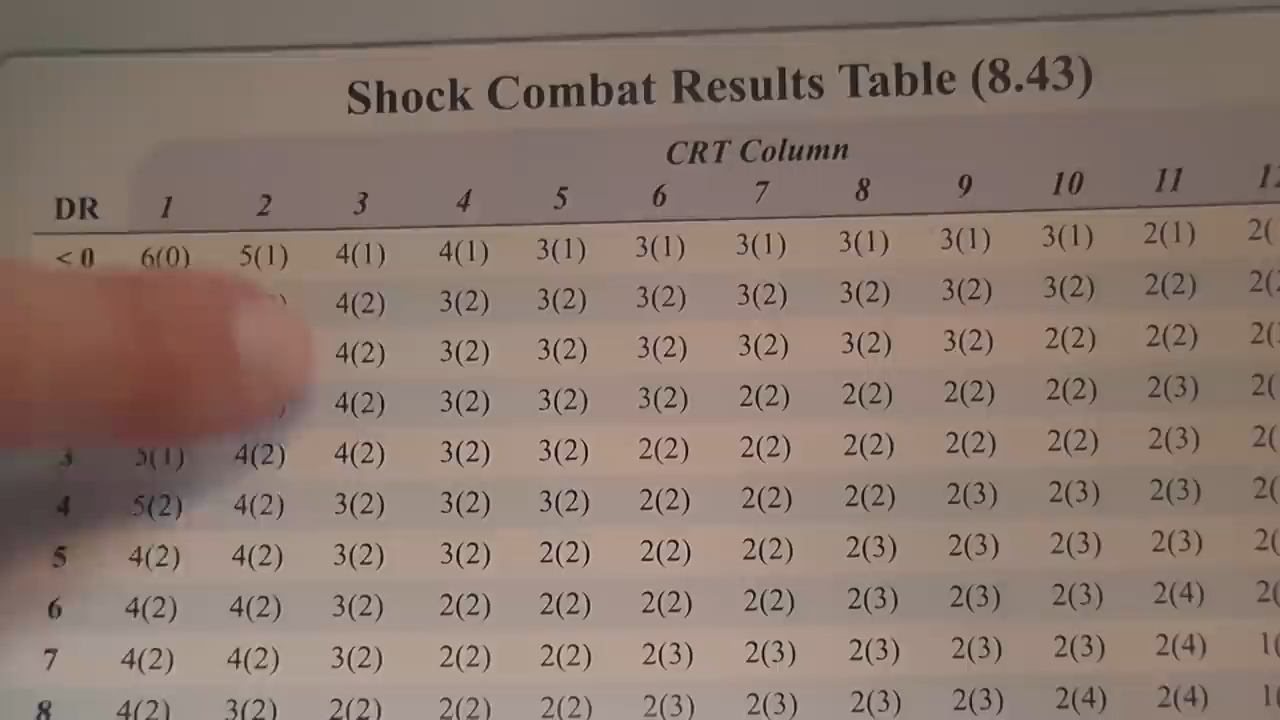 Shock Combat Results Table (8.43)
CRT Column
DR 1 2 3 4 5 6 7 8 9 10 11
< 0 6(0) 5(1) 4(1) 4(1) 3(1) 3(1) 3(1) 3(1) 3(1) 3(1) 2(1) 2(
4(2) 3(2) 3(2) 3(2) 3(2) 3(2) 3(2) 3(2) 2(2) 2(
4(2) 3(2) 3(2) 3(2) 3(2) 3(2) 3(2) 2(2) 2(2) 2(
4(2) 3(2) 3(2) 3(2) 2(2) 2(2) 2(2) 2(2) 2(3) 2(
3 5(1) 4(2) 4(2) 3(2) 3(2) 2(2) 2(2) 2(2) 2(2) 2(2) 2(3) 2(
4 5(2) 4(2) 3(2) 3(2) 3(2) 2(2) 2(2) 2(2) 2(3) 2(3) 2(3) 2(
5 4(2) 4(2) 3(2) 3(2) 2(2) 2(2) 2(2) 2(3) 2(3) 2(3) 2(3) 2(
6 4(2) 4(2) 3(2) 2(2) 2(2) 2(2) 2(2) 2(3) 2(3) 2(3) 2(4) 2(
7 4(2) 4(2) 3(2) 2(2) 2(2) 2(3) 2(3) 2(3) 2(3) 2(3) 2(4) 1(
8 4(2) 3(2) 2(2) 2(2) 2(2) 2(3) 2(3) 2(3) 2(3) 2(4) 2(4) 1(